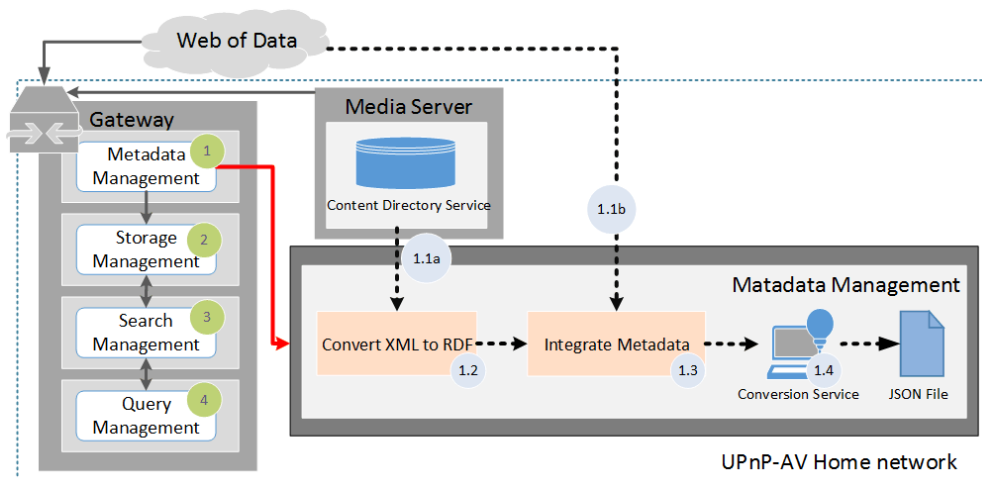 Web of Data
Gateway
Metadata
Management
1
Storage
Management
2
Search
Management
3
Query
Management
4
Media Server
Content Directory Service
1.1a
1.1b
Matadata Management
Convert XML to RDF
1.2
Integrate Metadata
1.3
1.4
Conversion Service
JSON File
UPnP-AV Home network